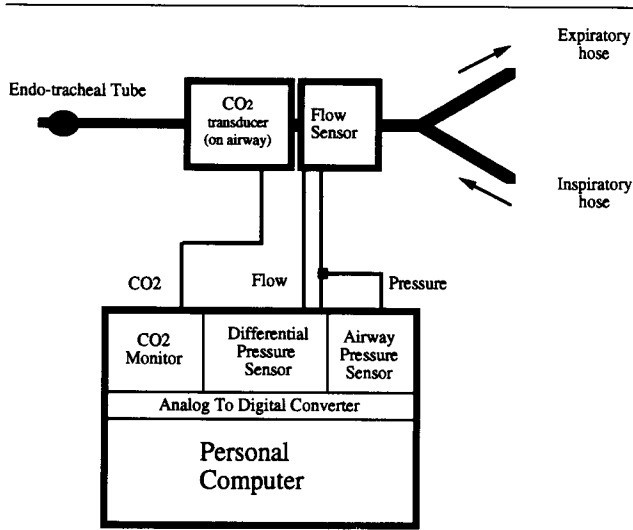 Expiratory
hose
Endo-tracheal Tube
CO2
transducer
(on airway)
Flow
Sensor
Inspiratory
hose
CO2
Flow
Pressure
CO2
Monitor
Differential
Pressure
Sensor
Airway
Pressure
Sensor
Analog To Digital Converter
Personal
Computer